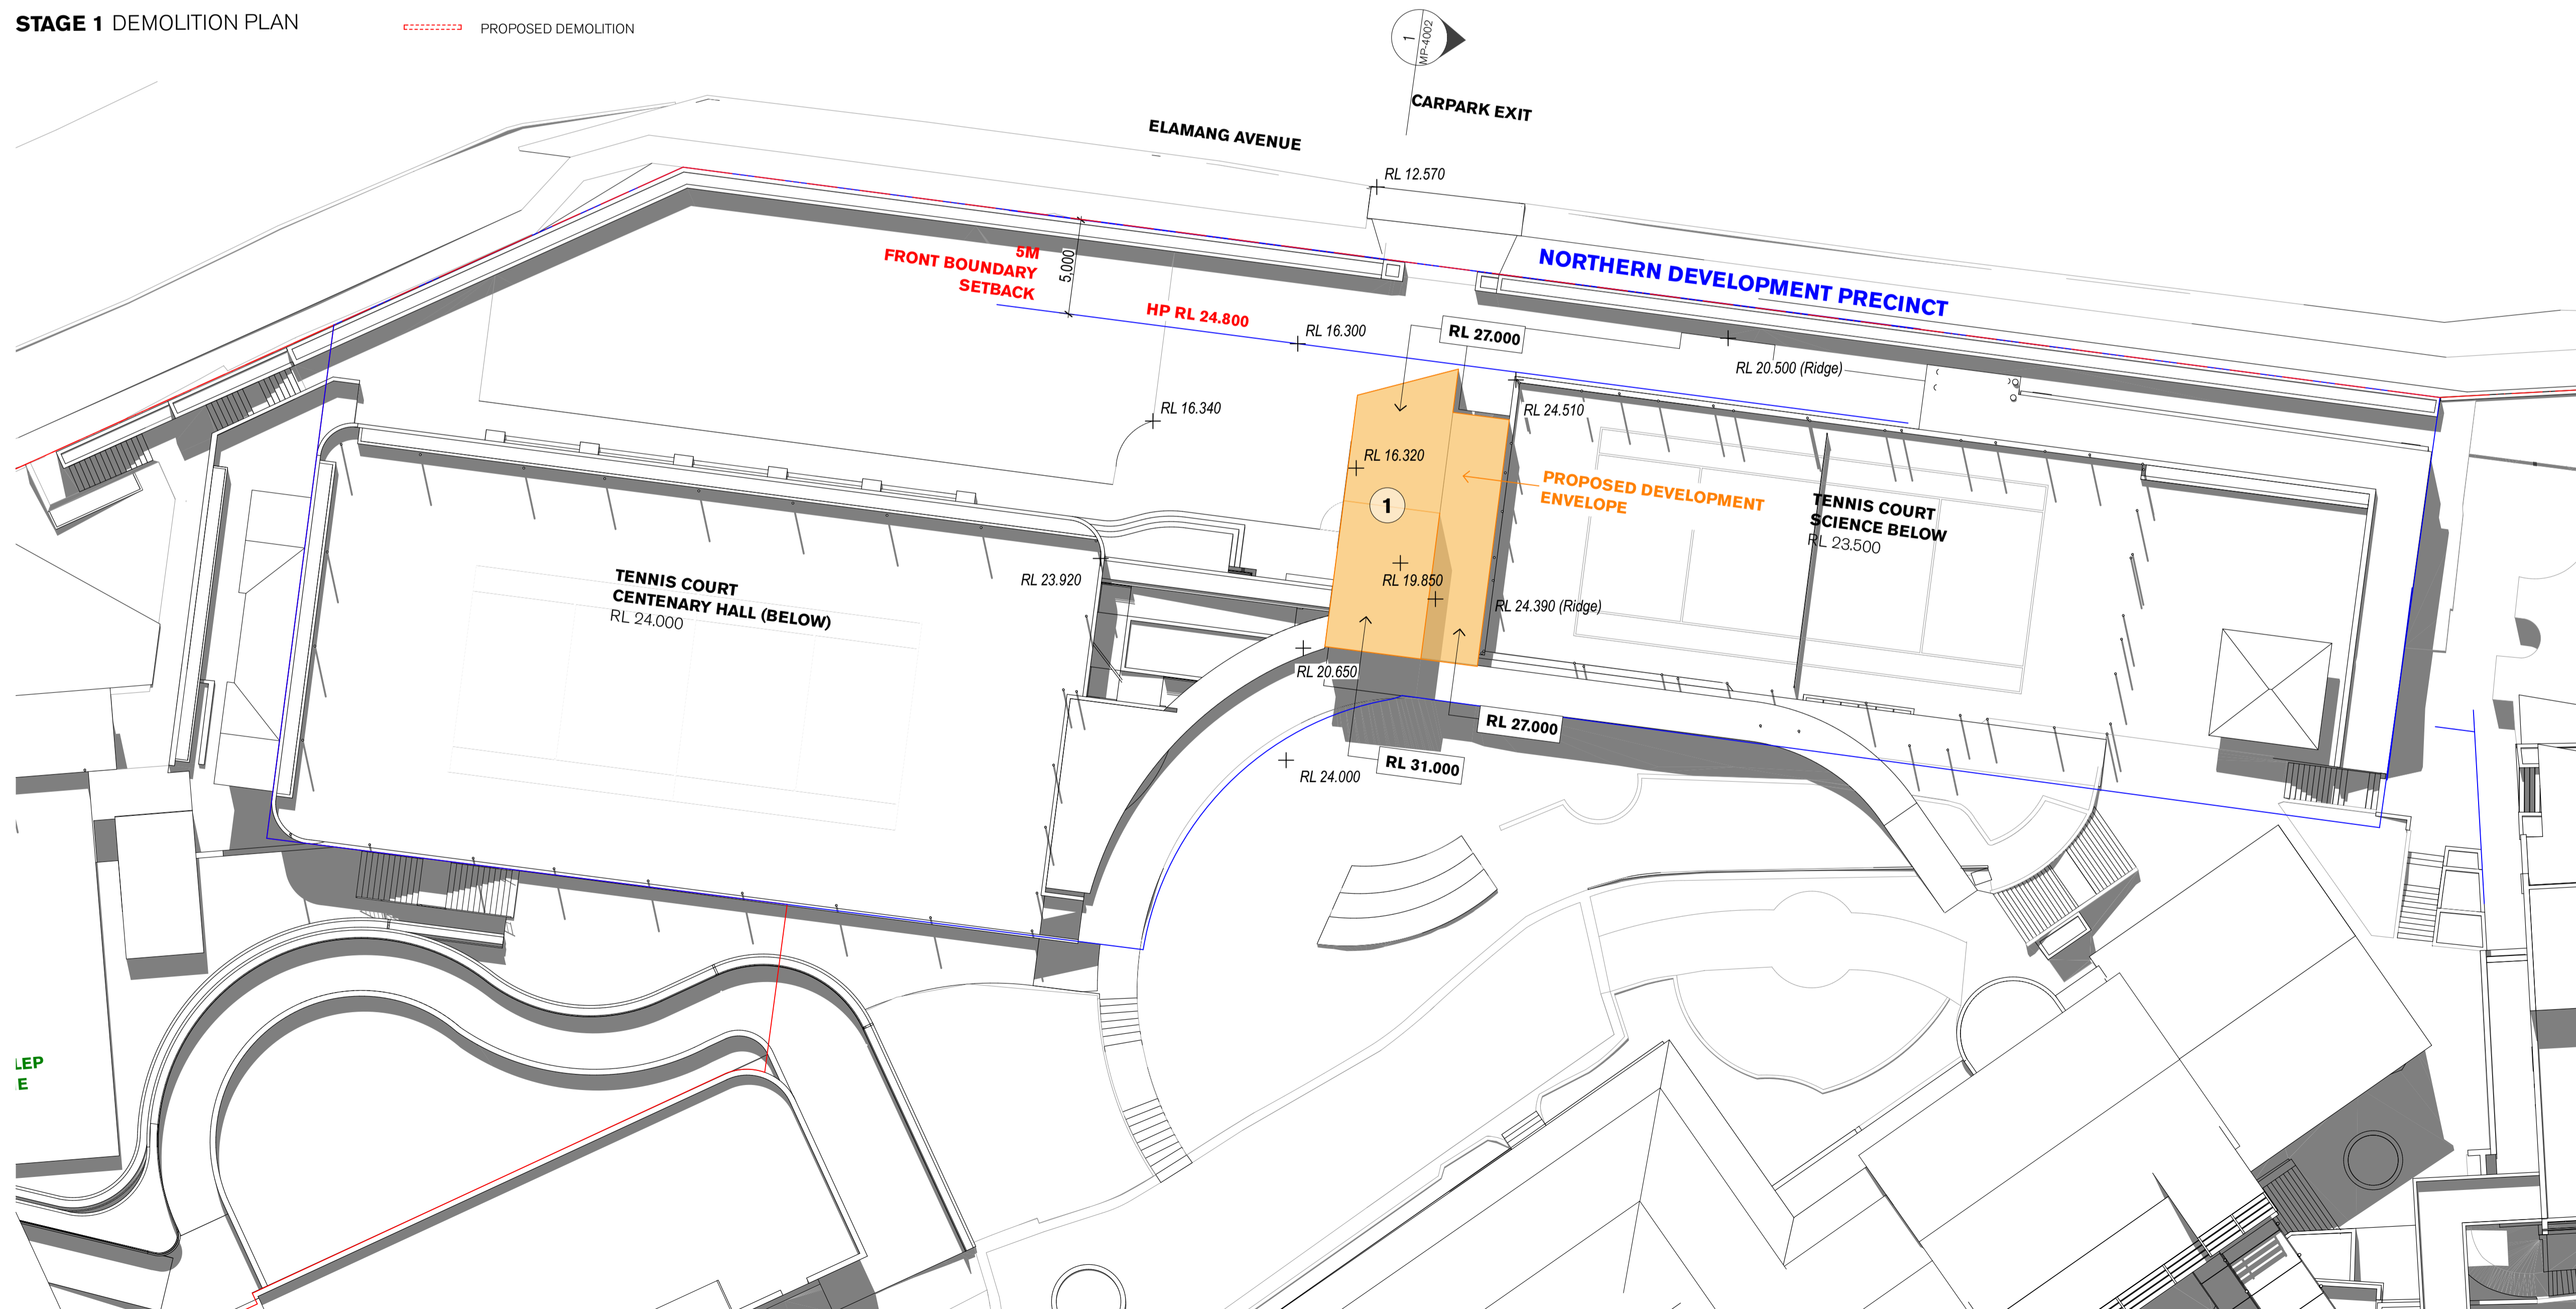 STAGE 1 DEMOLITION PLAN
PROPOSED DEMOLITION
1
MP-4002
CARPARK EXIT
ELAMANG AVENUE
RL 12.570
5M
FRONT BOUNDARY
SETBACK
5,000
NORTHERN DEVELOPMENT PRECINCT
HP RL 24.800
RL 16.300
RL 27.000
RL 20.500 (Ridge)
RL 16.340
RL 24.510
RL 16.320
1
PROPOSED DEVELOPMENT
ENVELOPE
TENNIS COURT
SCIENCE BELOW
RL 23.500
TENNIS COURT
CENTENARY HALL (BELOW)
RL 24.000
RL 23.920
RL 19.850
RL 24.390 (Ridge)
RL 20.650
RL 27.000
RL 31.000
RL 24.000
LEP
E